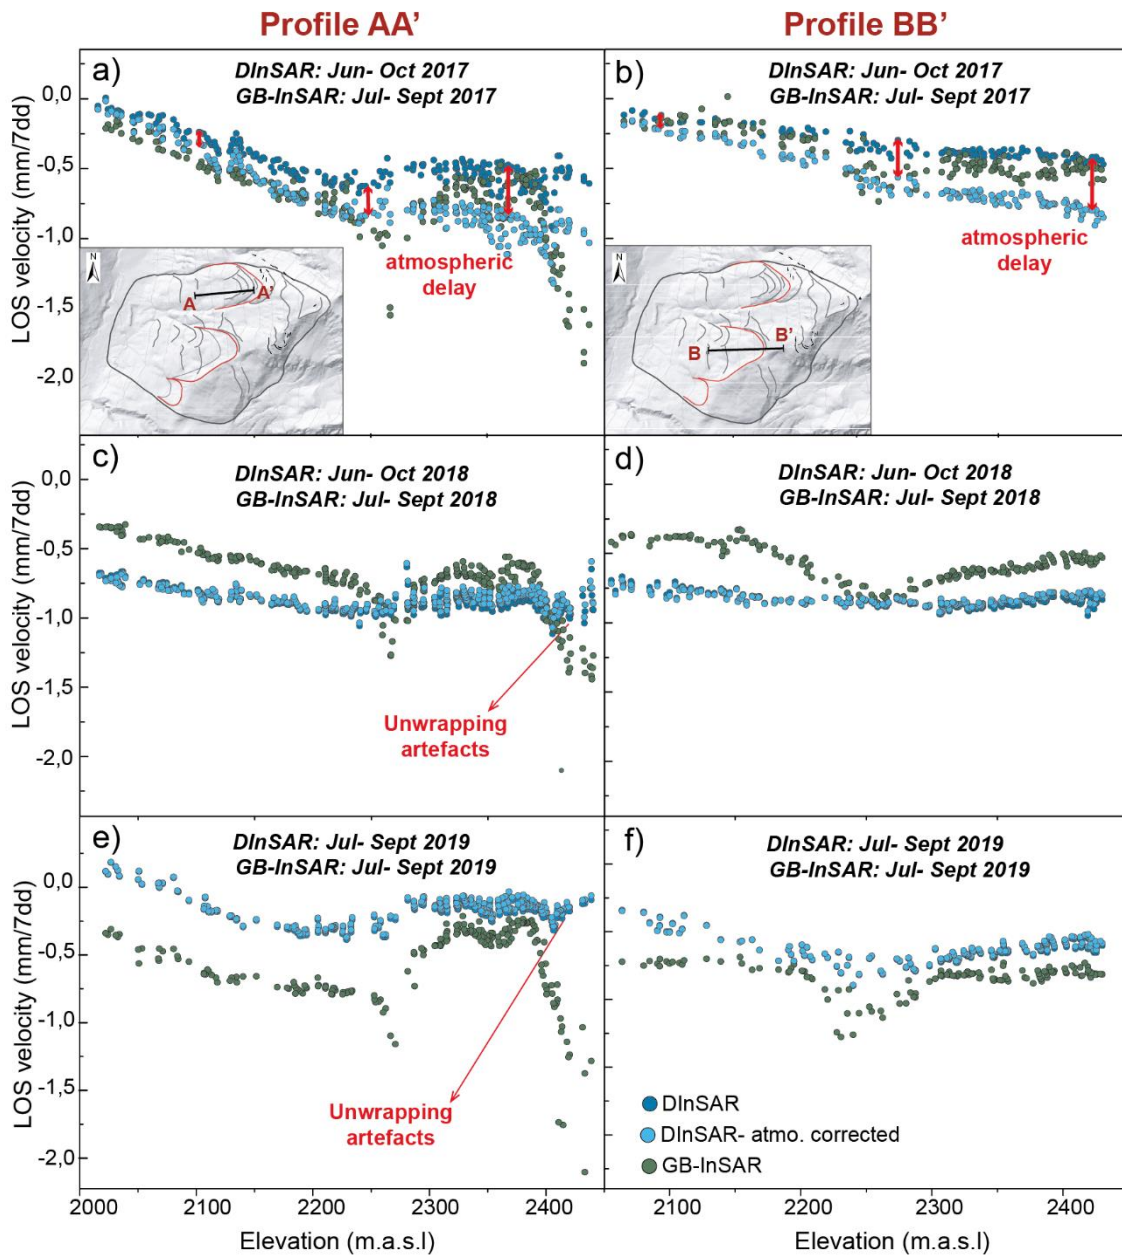 Profile AA’
Profile BB’
a)
DInSAR: Jun- Oct 2017
GB-InSAR: Jul- Sept 2017
LOS velocity (mm/7dd)
0,0
-0,5
-1,0
-1,5
-2,0
atmospheric
delay
N
A
A’
b)
DInSAR: Jun- Oct 2017
GB-InSAR: Jul- Sept 2017
atmospheric
delay
N
B
B’
c)
DInSAR: Jun- Oct 2018
GB-InSAR: Jul- Sept 2018
LOS velocity (mm/7dd)
0,0
-0,5
-1,0
-1,5
-2,0
Unwrapping
artefacts
d)
DInSAR: Jun- Oct 2018
GB-InSAR: Jul- Sept 2018
e)
DInSAR: Jul- Sept 2019
GB-InSAR: Jul- Sept 2019
LOS velocity (mm/7dd)
0,0
-0,5
-1,0
-1,5
-2,0
Unwrapping
artefacts
2000 2100 2200 2300 2400
Elevation (m.a.s.l)
f)
DInSAR: Jul- Sept 2019
GB-InSAR: Jul- Sept 2019
DInSAR
DInSAR- atmo. corrected
GB-InSAR
2100 2200 2300 2400
Elevation (m.a.s.l)